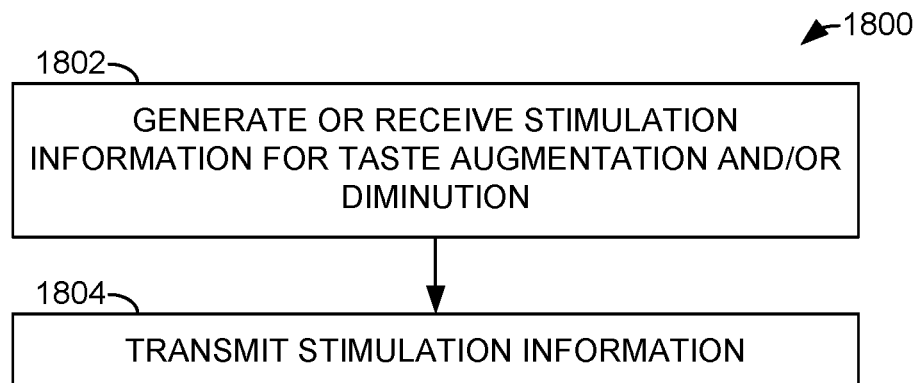 1800
1802
GENERATE OR RECEIVE STIMULATION
INFORMATION FOR TASTE AUGMENTATION AND/OR
DIMINUTION
1804
TRANSMIT STIMULATION INFORMATION